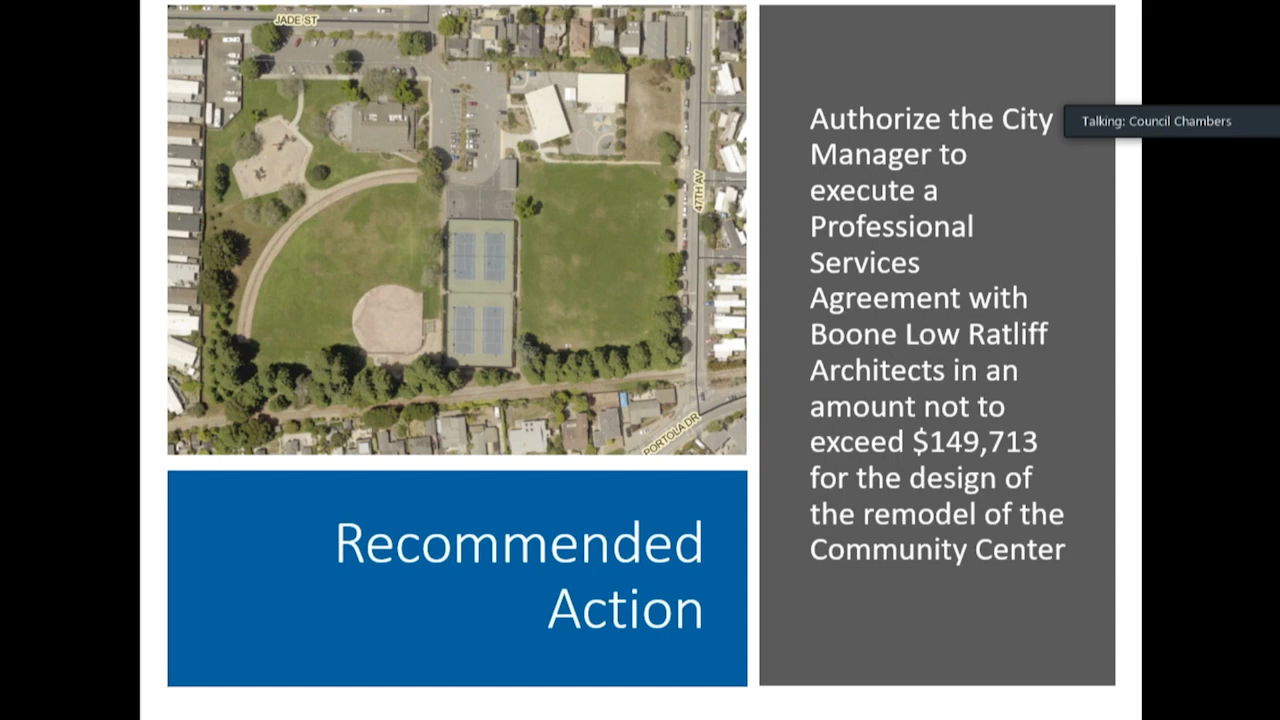 JADE ST
47TH AV
PORTOLA DR
Recommended
Action
Authorize the City
Manager to
execute a
Professional
Services
Agreement with
Boone Low Ratliff
Architects in an
amount not to
exceed $149,713
for the design of
the remodel of the
Community Center
Talking: Council Chambers